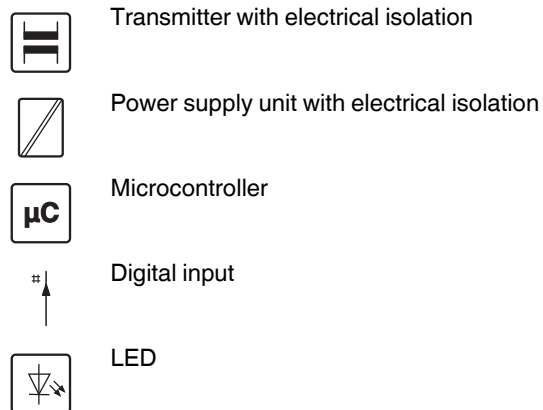 Transmitter with electrical isolation
Power supply unit with electrical isolation
µC
Microcontroller
#
Digital input
LED